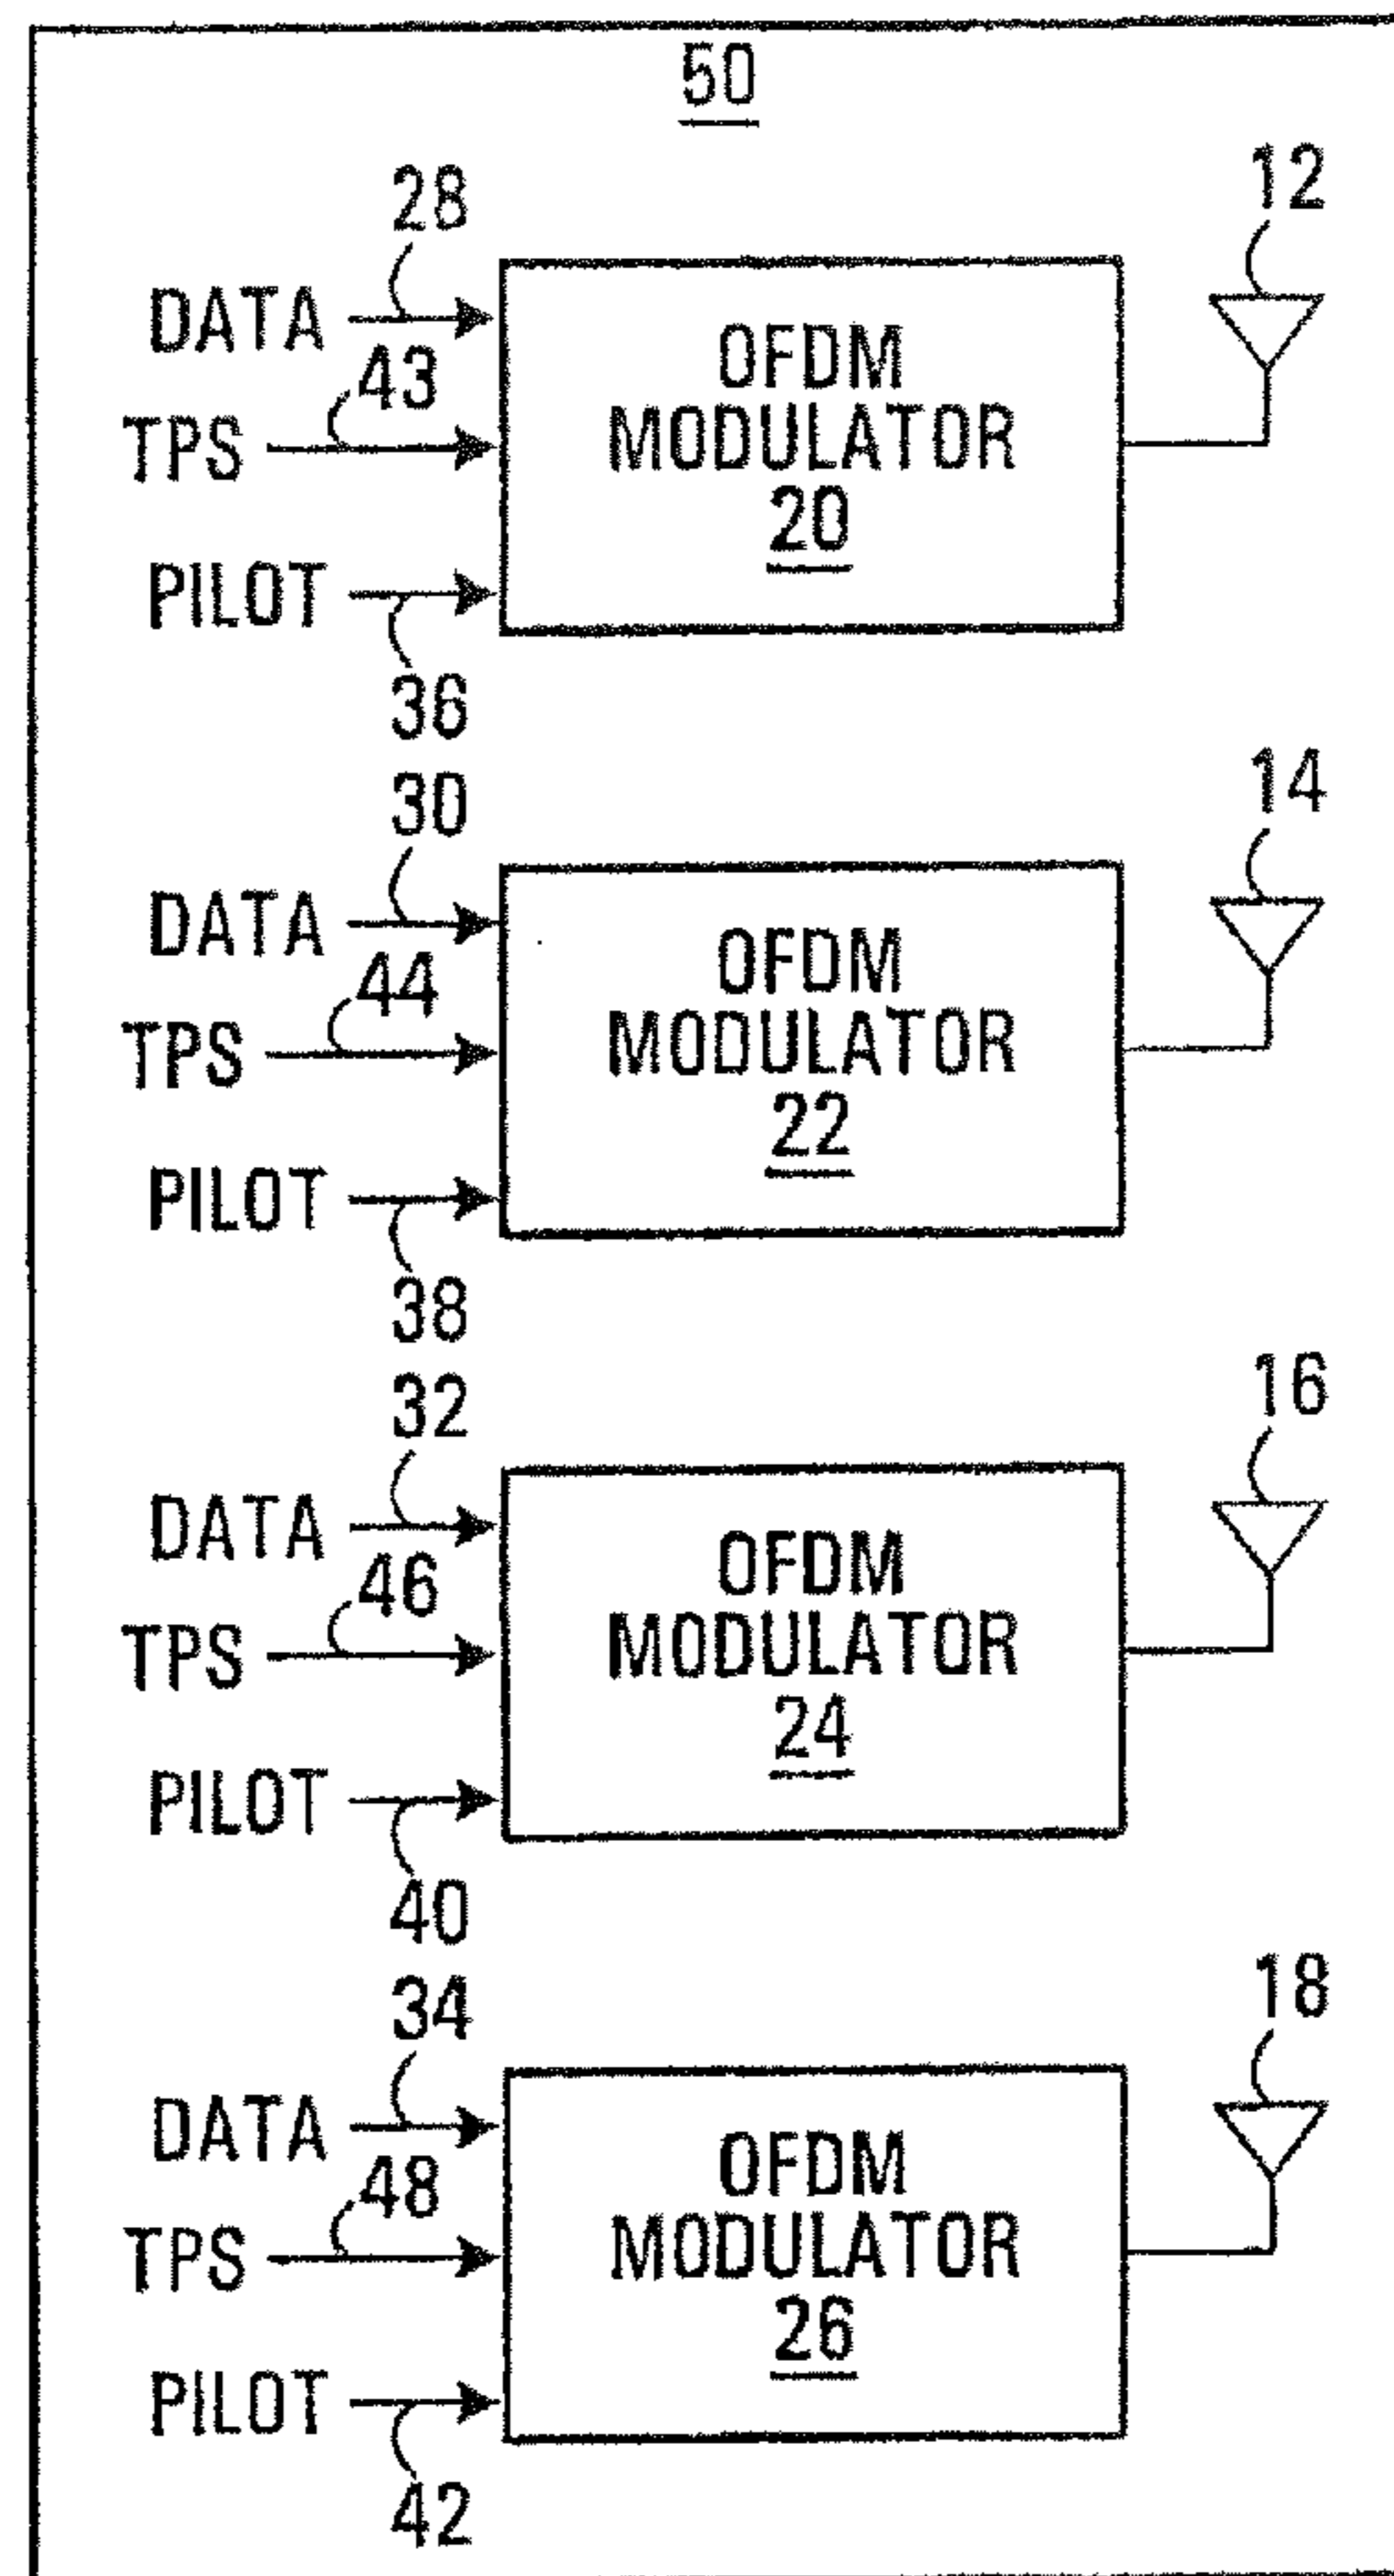 50
28
12
DATA
43
TPS
PILOT
36
OFDM
MODULATOR
20
30
14
DATA
44
TPS
PILOT
38
OFDM
MODULATOR
22
32
16
DATA
46
TPS
PILOT
40
OFDM
MODULATOR
24
34
18
DATA
48
TPS
PILOT
42
OFDM
MODULATOR
26